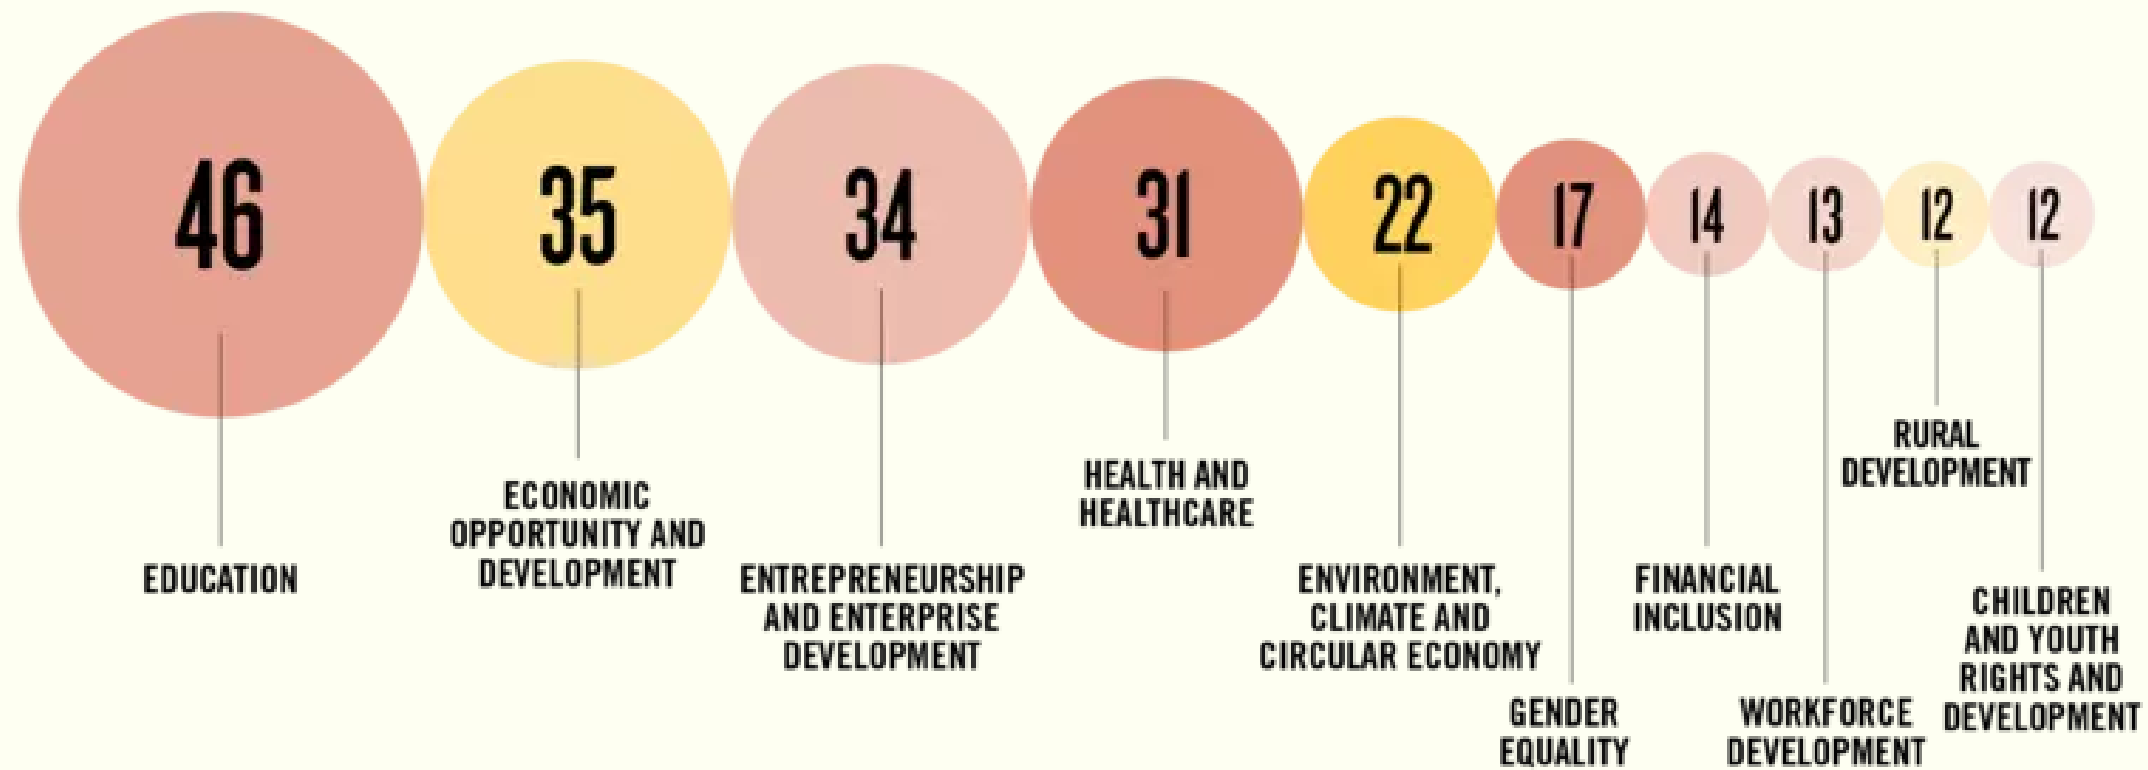 46
35
34
31
22
17
14
13
12
12
EDUCATION
ECONOMIC
OPPORTUNITY AND
DEVELOPMENT
ENTREPRENEURSHIP
AND ENTERPRISE
DEVELOPMENT
HEALTH AND
HEALTHCARE
ENVIRONMENT,
CLIMATE AND
CIRCULAR ECONOMY
GENDER
EQUALITY
FINANCIAL
INCLUSION
WORKFORCE
DEVELOPMENT
RURAL
DEVELOPMENT
CHILDREN
AND YOUTH
RIGHTS AND
DEVELOPMENT